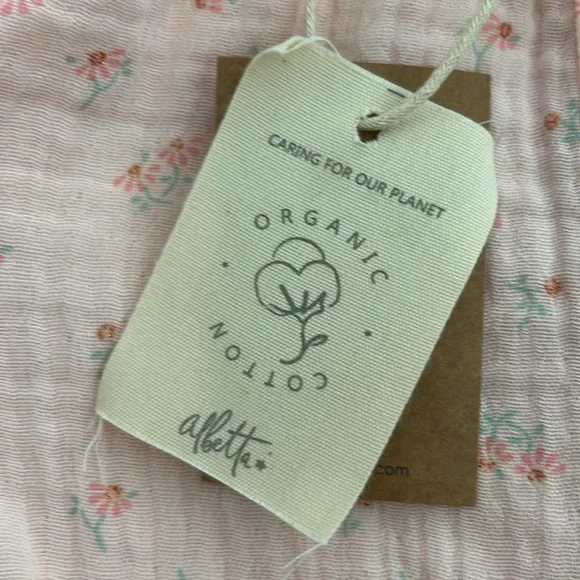 CARING FOR OUR PLANET
ORGANIC
COTTON
albetta
.com